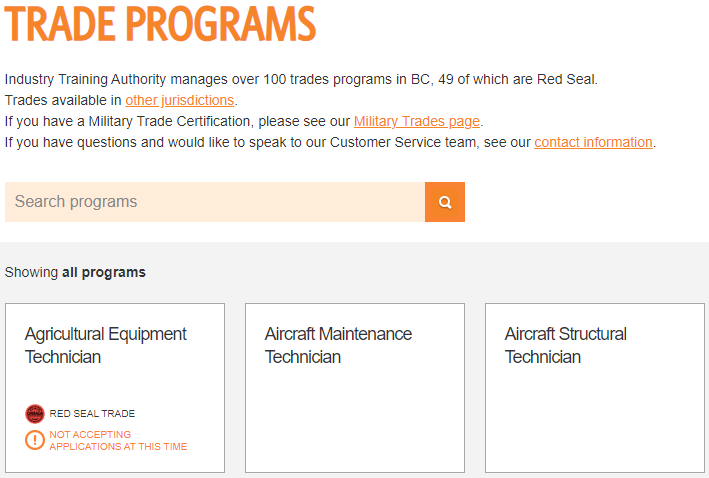 TRADE PROGRAMS
Industry Training Authority manages over 100 trades programs in BC, 49 of which are Red Seal.
Trades available in other jurisdictions.
If you have a Military Trade Certification, please see our Military Trades page.
If you have questions and would like to speak to our Customer Service team, see our contact information.
Search programs
Showing all programs
Agricultural Equipment
Technician
RED SEAL TRADE
NOT ACCEPTING
APPLICATIONS AT THIS TIME
Aircraft Maintenance
Technician
Aircraft Structural
Technician